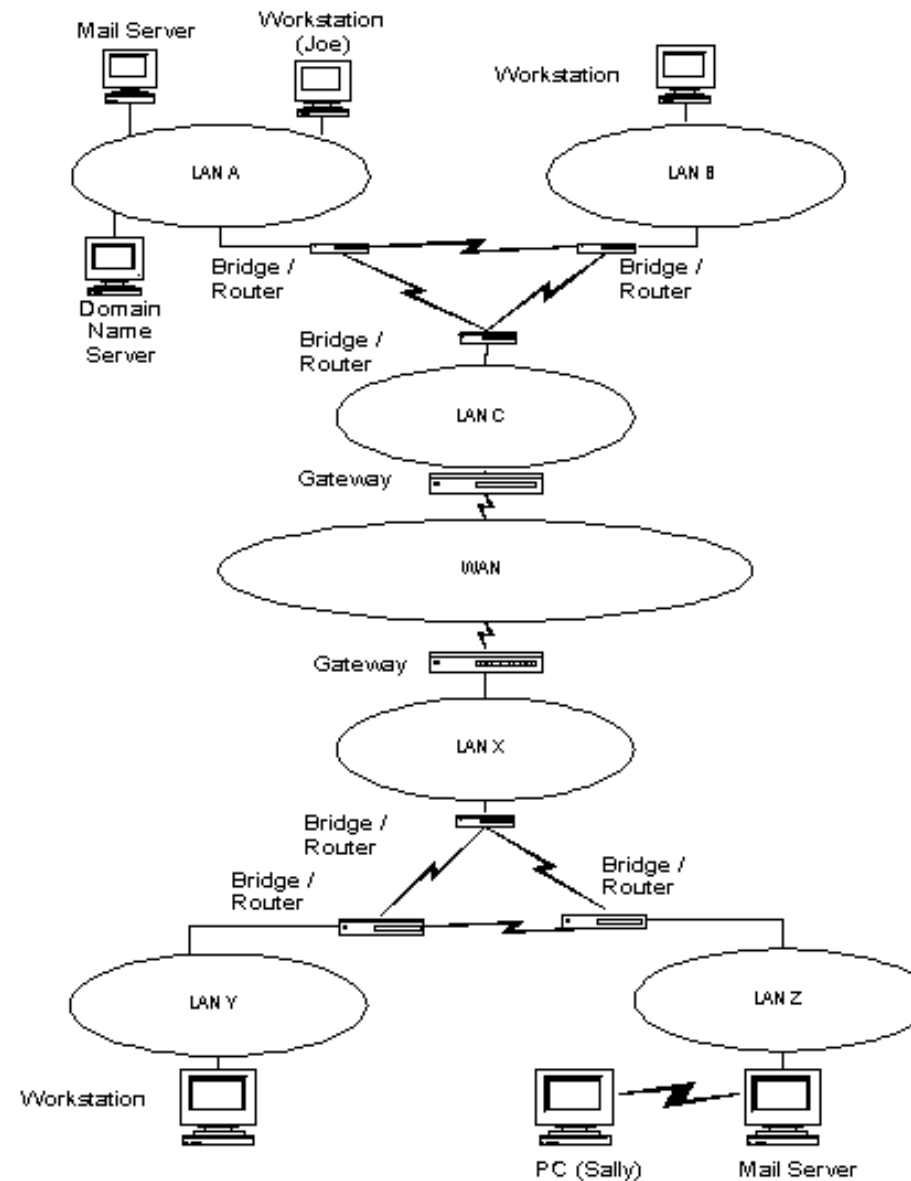 Mail Server
Workstation
(Joe)
Workstation
LAN A
LAN B
Bridge /
Router
Bridge /
Router
Domain
Name
Server
Bridge /
Router
LAN C
Gateway
WAN
Gateway
LAN X
Bridge /
Router
Bridge /
Router
Bridge /
Router
LAN Y
LAN Z
Workstation
PC (Sally)
Mail Server